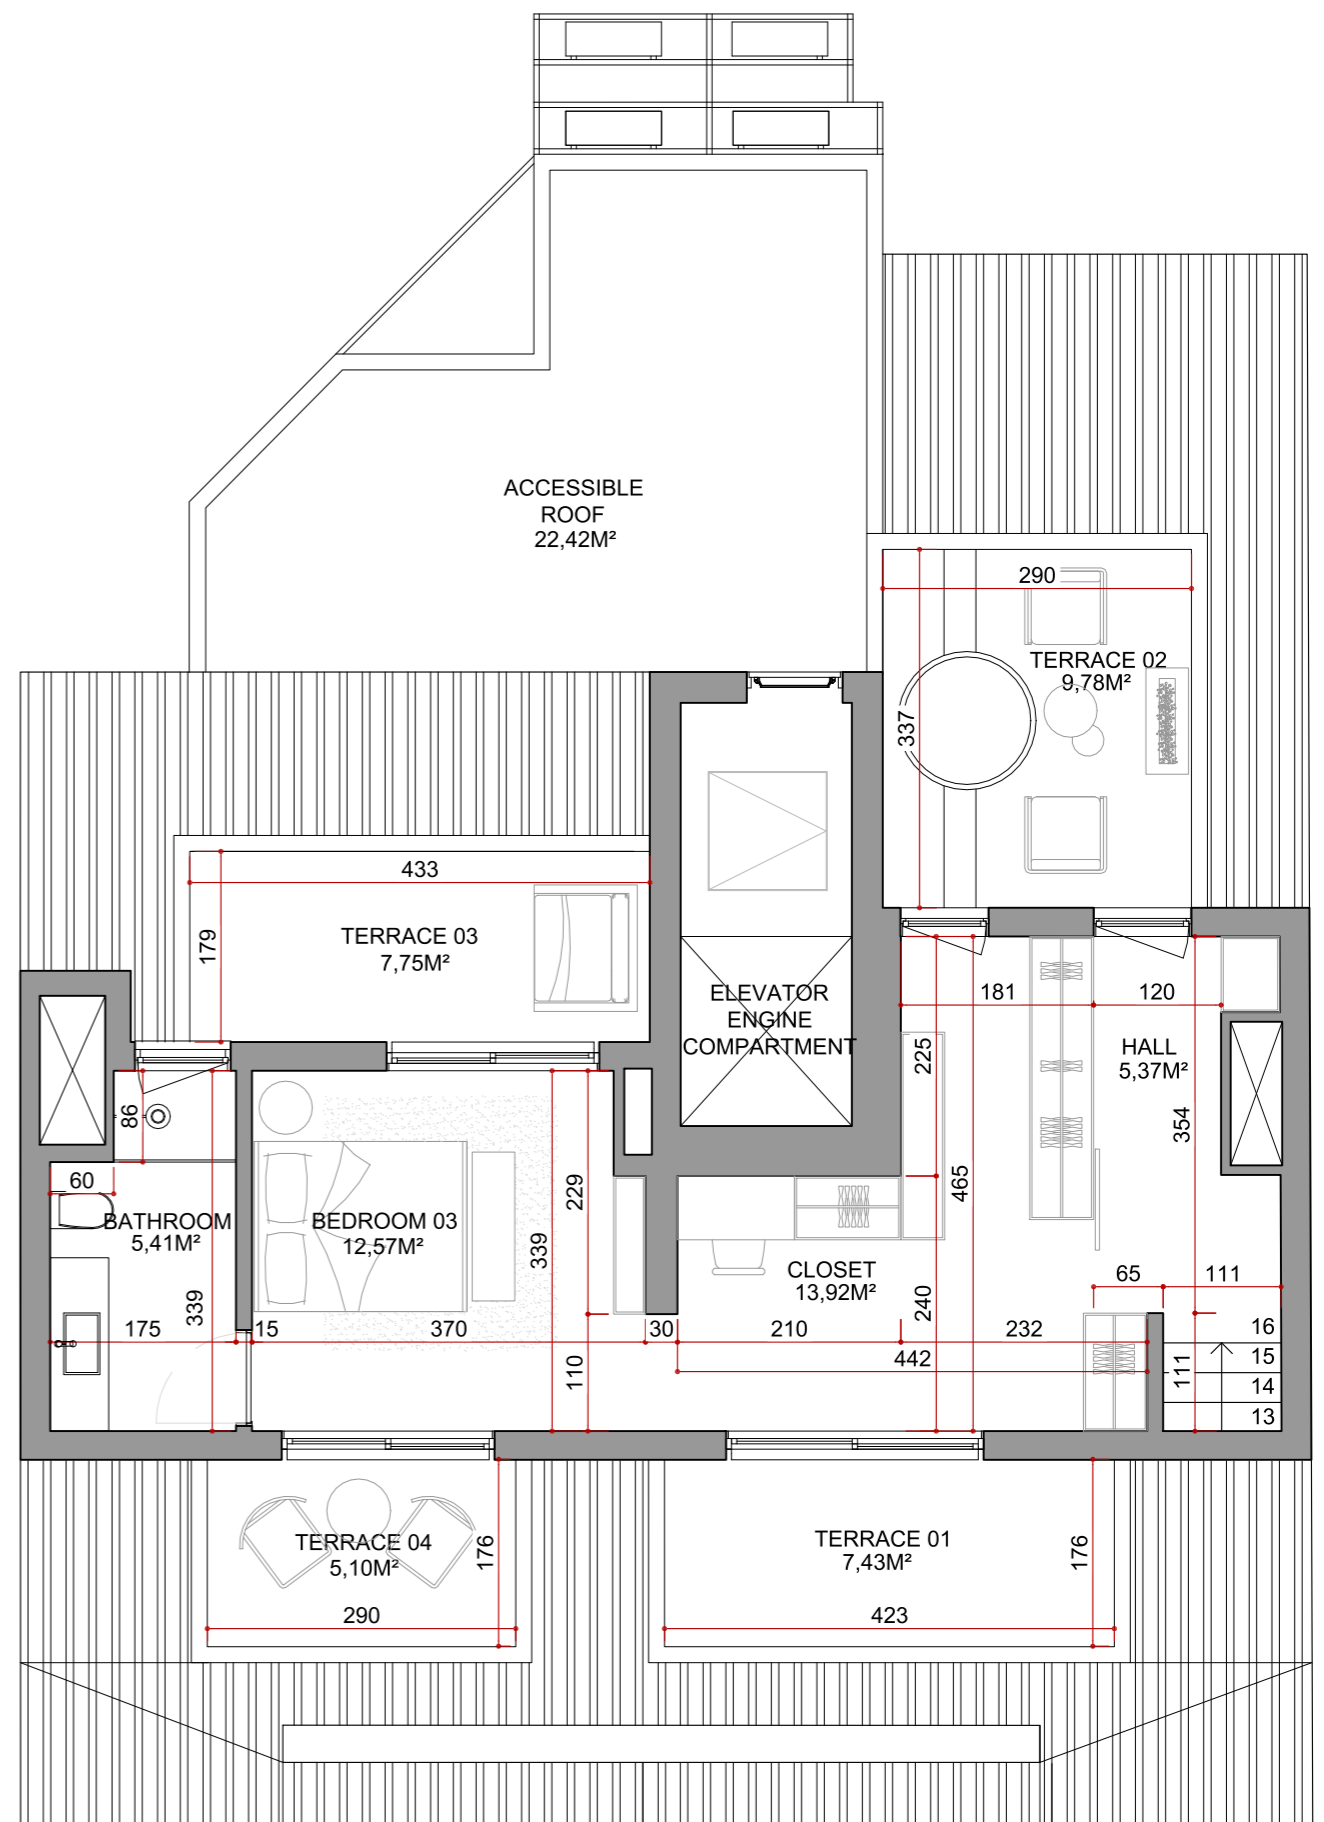 ACCESSIBLE
ROOF
22,42M²
290
TERRACE 02
9,78M²
337
433
179
TERRACE 03
7,75M²
ELEVATOR
ENGINE
COMPARTMENT
181
120
HALL
5,37M²
225
354
465
86
60
BATHROOM
5,41M²
339
BEDROOM 03
12,57M²
229
339
CLOSET
13,92M²
240
65
111
175
15
370
30
210
232
442
110
111
16
15
14
13
TERRACE 04
5,10M²
176
290
TERRACE 01
7,43M²
176
423